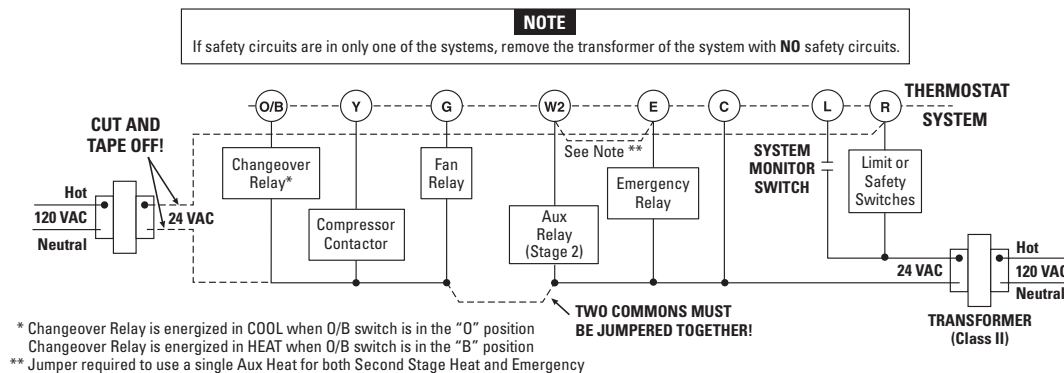 NOTE
If safety circuits are in only one of the systems, remove the transformer of the system with NO safety circuits.
O/B Y G W2 E C L R
THERMOSTAT
SYSTEM
CUT AND
TAPE OFF!
See Note **
SYSTEM
MONITOR
SWITCH
Changeover
Relay*
Fan
Relay
Limit or
Safety
Switches
Emergency
Relay
Compressor
Contactor
Aux
Relay
(Stage 2)
Hot
120 VAC
Neutral
24 VAC
24 VAC
Hot
120 VAC
Neutral
TWO COMMONS MUST
BE JUMPERED TOGETHER!
TRANSFORMER
(Class II)
* Changeover Relay is energized in COOL when O/B switch is in the “O” position
Changeover Relay is energized in HEAT when O/B switch is in the “B” position
** Jumper required to use a single Aux Heat for both Second Stage Heat and Emergency